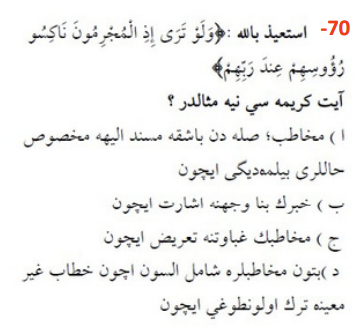 70- استعيذ بالله :﴿وَلَوْ تَرَى إِذِ الْمُجْرِمُونَ نَاكِسُو
رُؤُوسِهِمْ عِندَ رَبِّهِمْ﴾
آيت كريمه سي نيه مثالدر ؟
ا ) مخاطب؛ صله دن باشقه مسند اليهه مخصوص
حاللرى بيلمه‌ديگى ايچون
ب ) خبرك بنا وجهنه اشارت ايچون
ج ) مخاطبك غباوتنه تعريض ايچون
د )بتون مخاطبلره شامل السون اچون خطاب غير
معينه ترك اولونطوغي ايچون